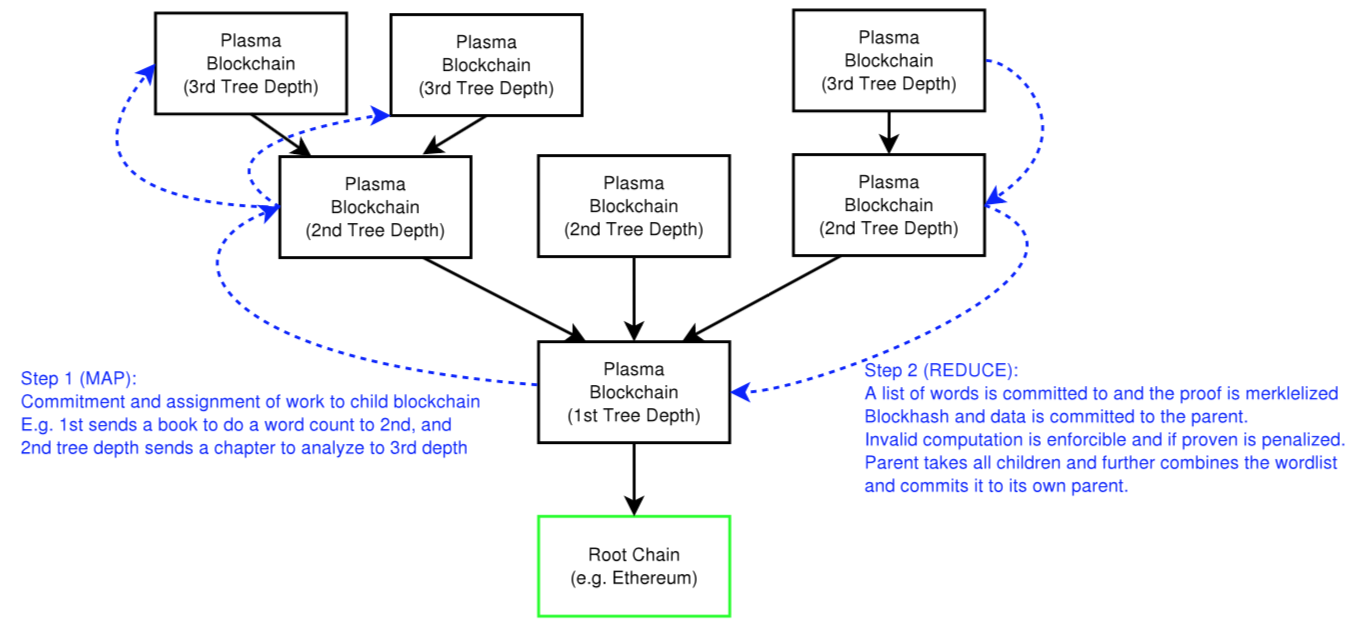 Plasma
Blockchain
(3rd Tree Depth)
Plasma
Blockchain
(3rd Tree Depth)
Plasma
Blockchain
(3rd Tree Depth)
Plasma
Blockchain
(2nd Tree Depth)
Plasma
Blockchain
(2nd Tree Depth)
Plasma
Blockchain
(2nd Tree Depth)
Plasma
Blockchain
(1st Tree Depth)
Step 1 (MAP):
Commitment and assignment of work to child blockchain
E.g. 1st sends a book to do a word count to 2nd, and
2nd tree depth sends a chapter to analyze to 3rd depth
Step 2 (REDUCE):
A list of words is committed to and the proof is merklelized
Blockhash and data is committed to the parent.
Invalid computation is enforcible and if proven is penalized.
Parent takes all children and further combines the wordlist
and commits it to its own parent.
Root Chain
(e.g. Ethereum)